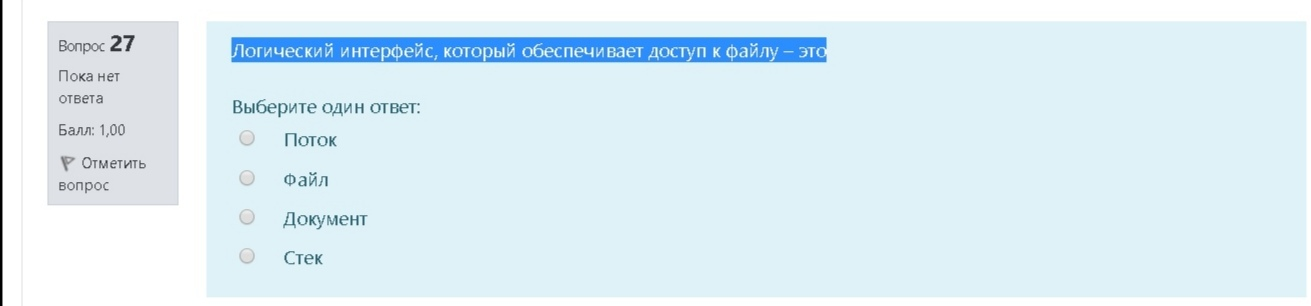 Вопрос 27
Пока нет
ответа
Балл: 1,00
Отметить
вопрос
Логический интерфейс, который обеспечивает доступ к файлу – это
Выберите один ответ:
Поток
Файл
Документ
Стек